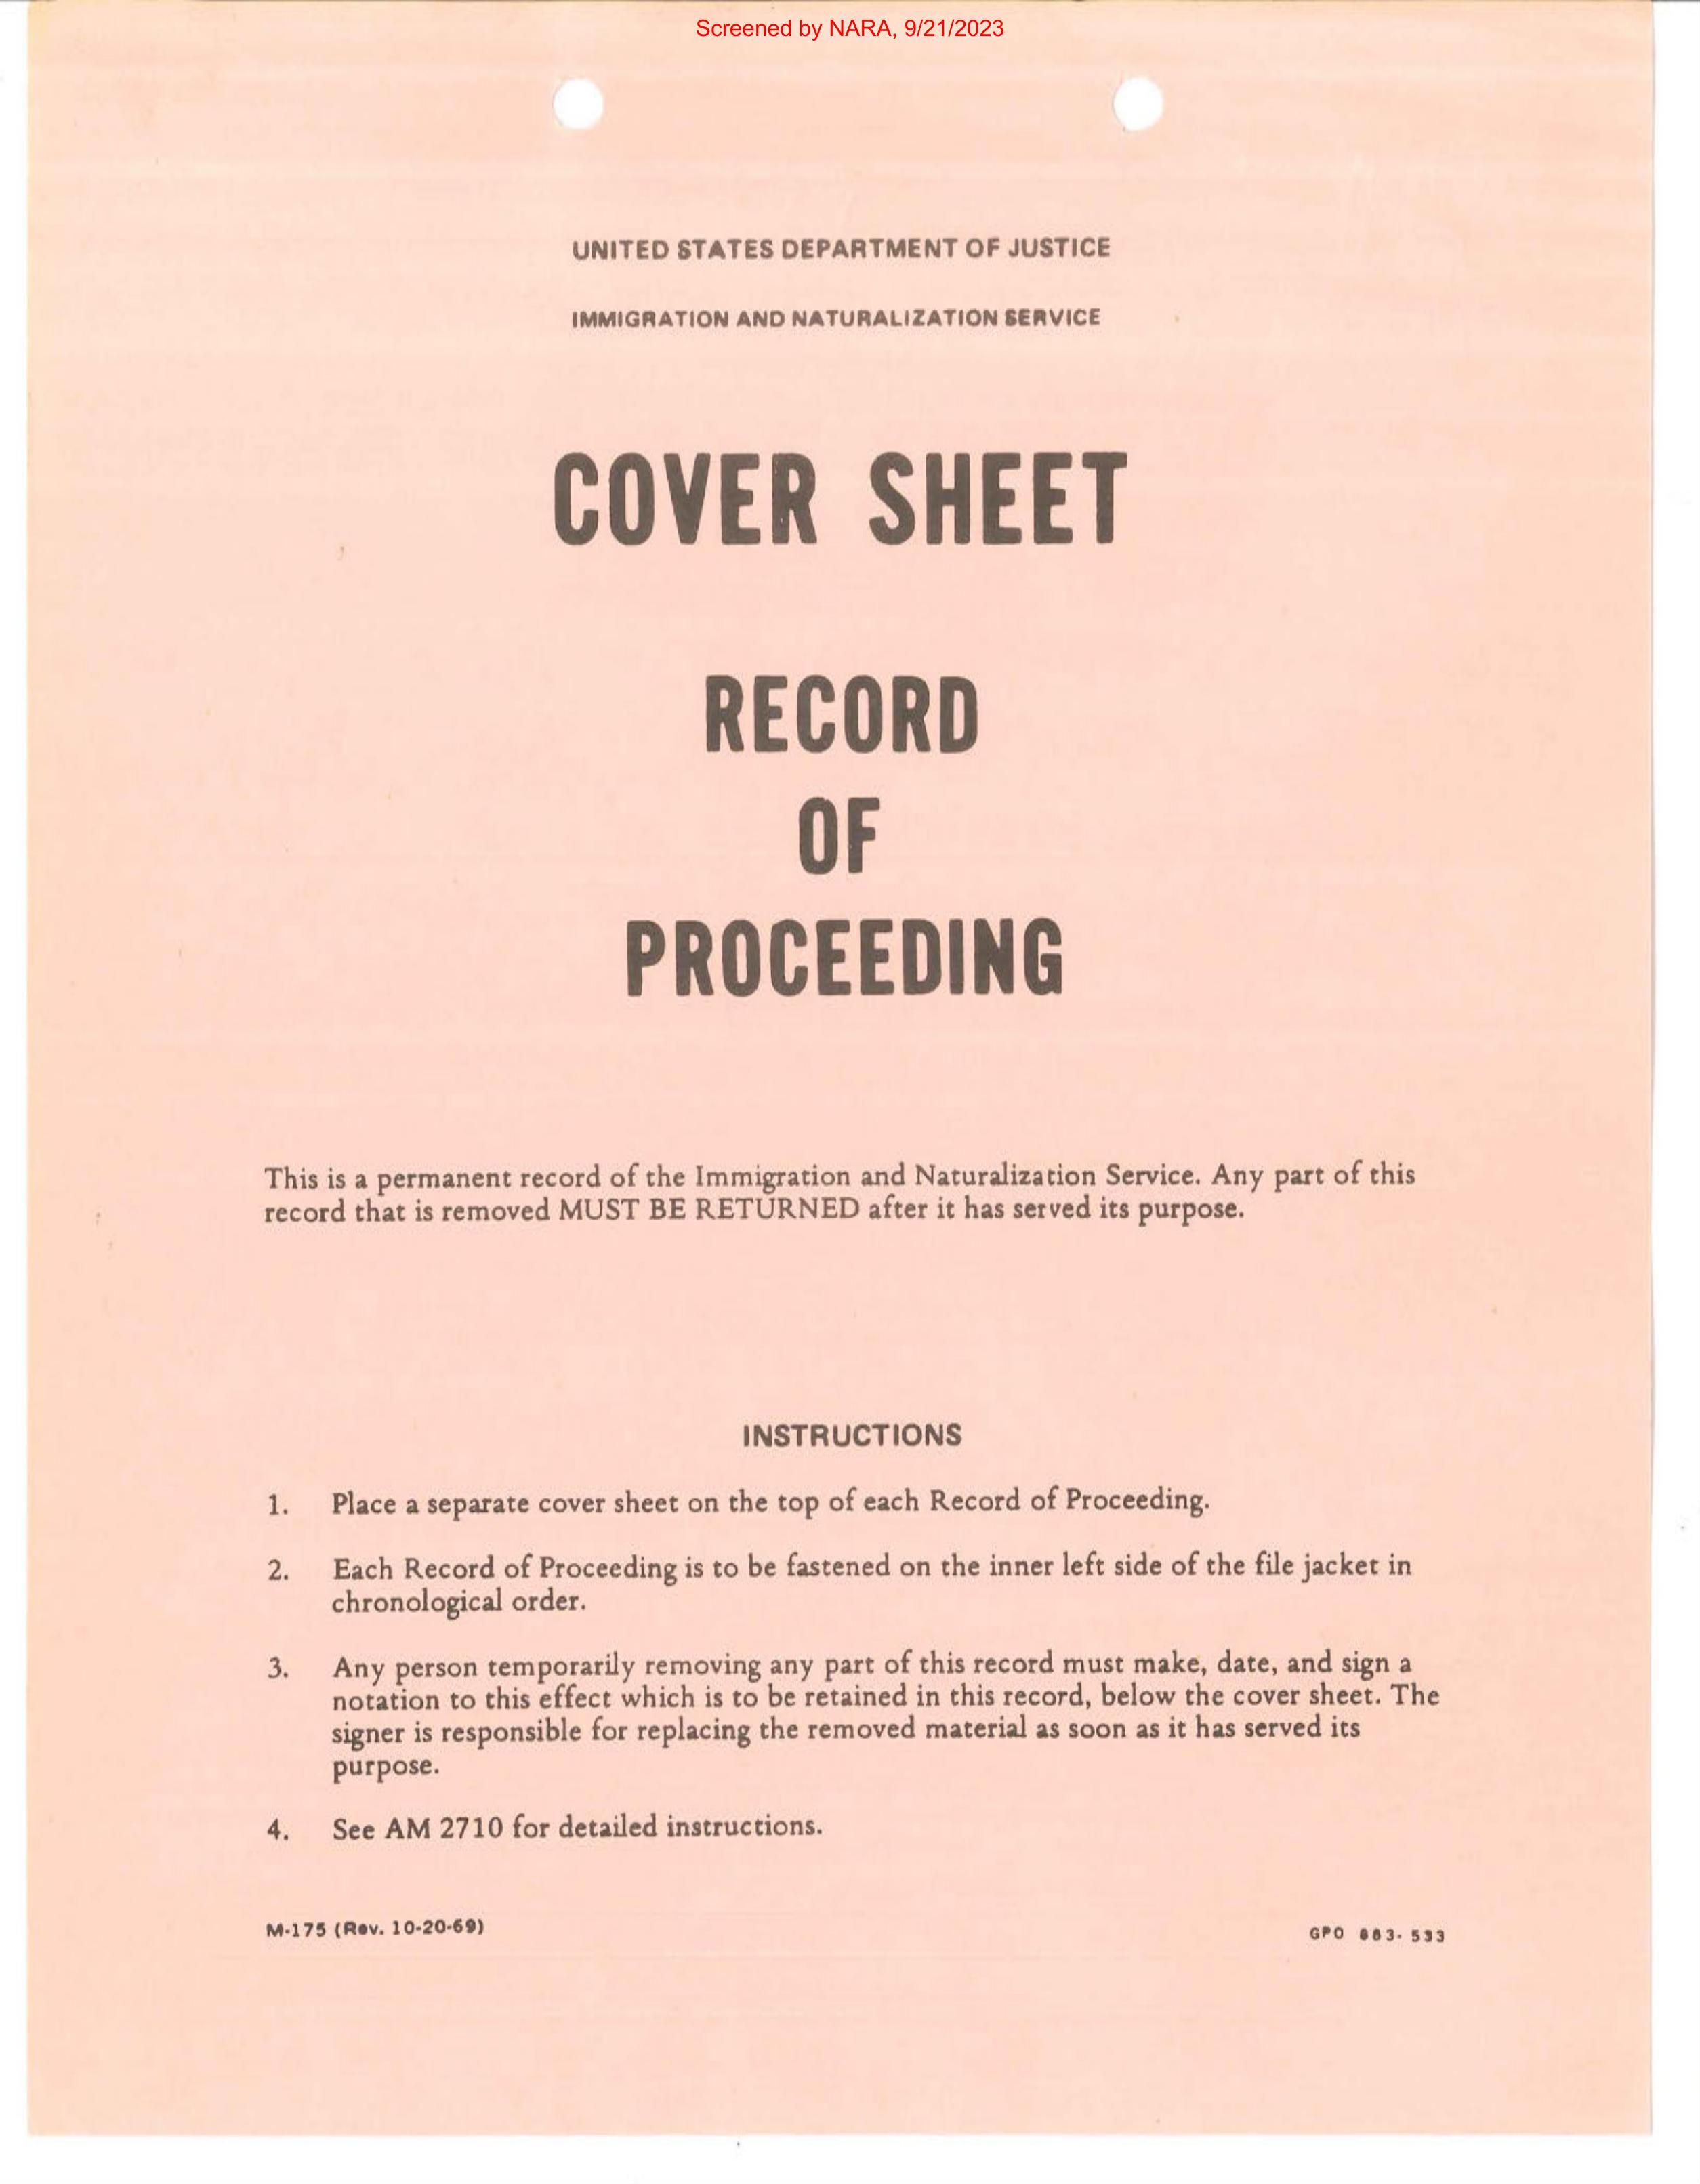 Screened by NARA, 9/21/2023
UNITED STATES DEPARTMENT OF JUSTICE
IMMIGRATION AND NATURALIZATION SERVICE
COVER SHEET
RECORD
OF
PROCEEDING
This is a permanent record of the Immigration and Naturalization Service. Any part of this
record that is removed MUST BE RETURNED after it has served its purpose.
INSTRUCTIONS
1. Place a separate cover sheet on the top of each Record of Proceeding.
2. Each Record of Proceeding is to be fastened on the inner left side of the file jacket in
chronological order.
3. Any person temporarily removing any part of this record must make, date, and sign a
notation to this effect which is to be retained in this record, below the cover sheet. The
signer is responsible for replacing the removed material as soon as it has served its
purpose.
4. See AM 2710 for detailed instructions.
M-175 (Rev. 10-20-69)
GPO 883-533